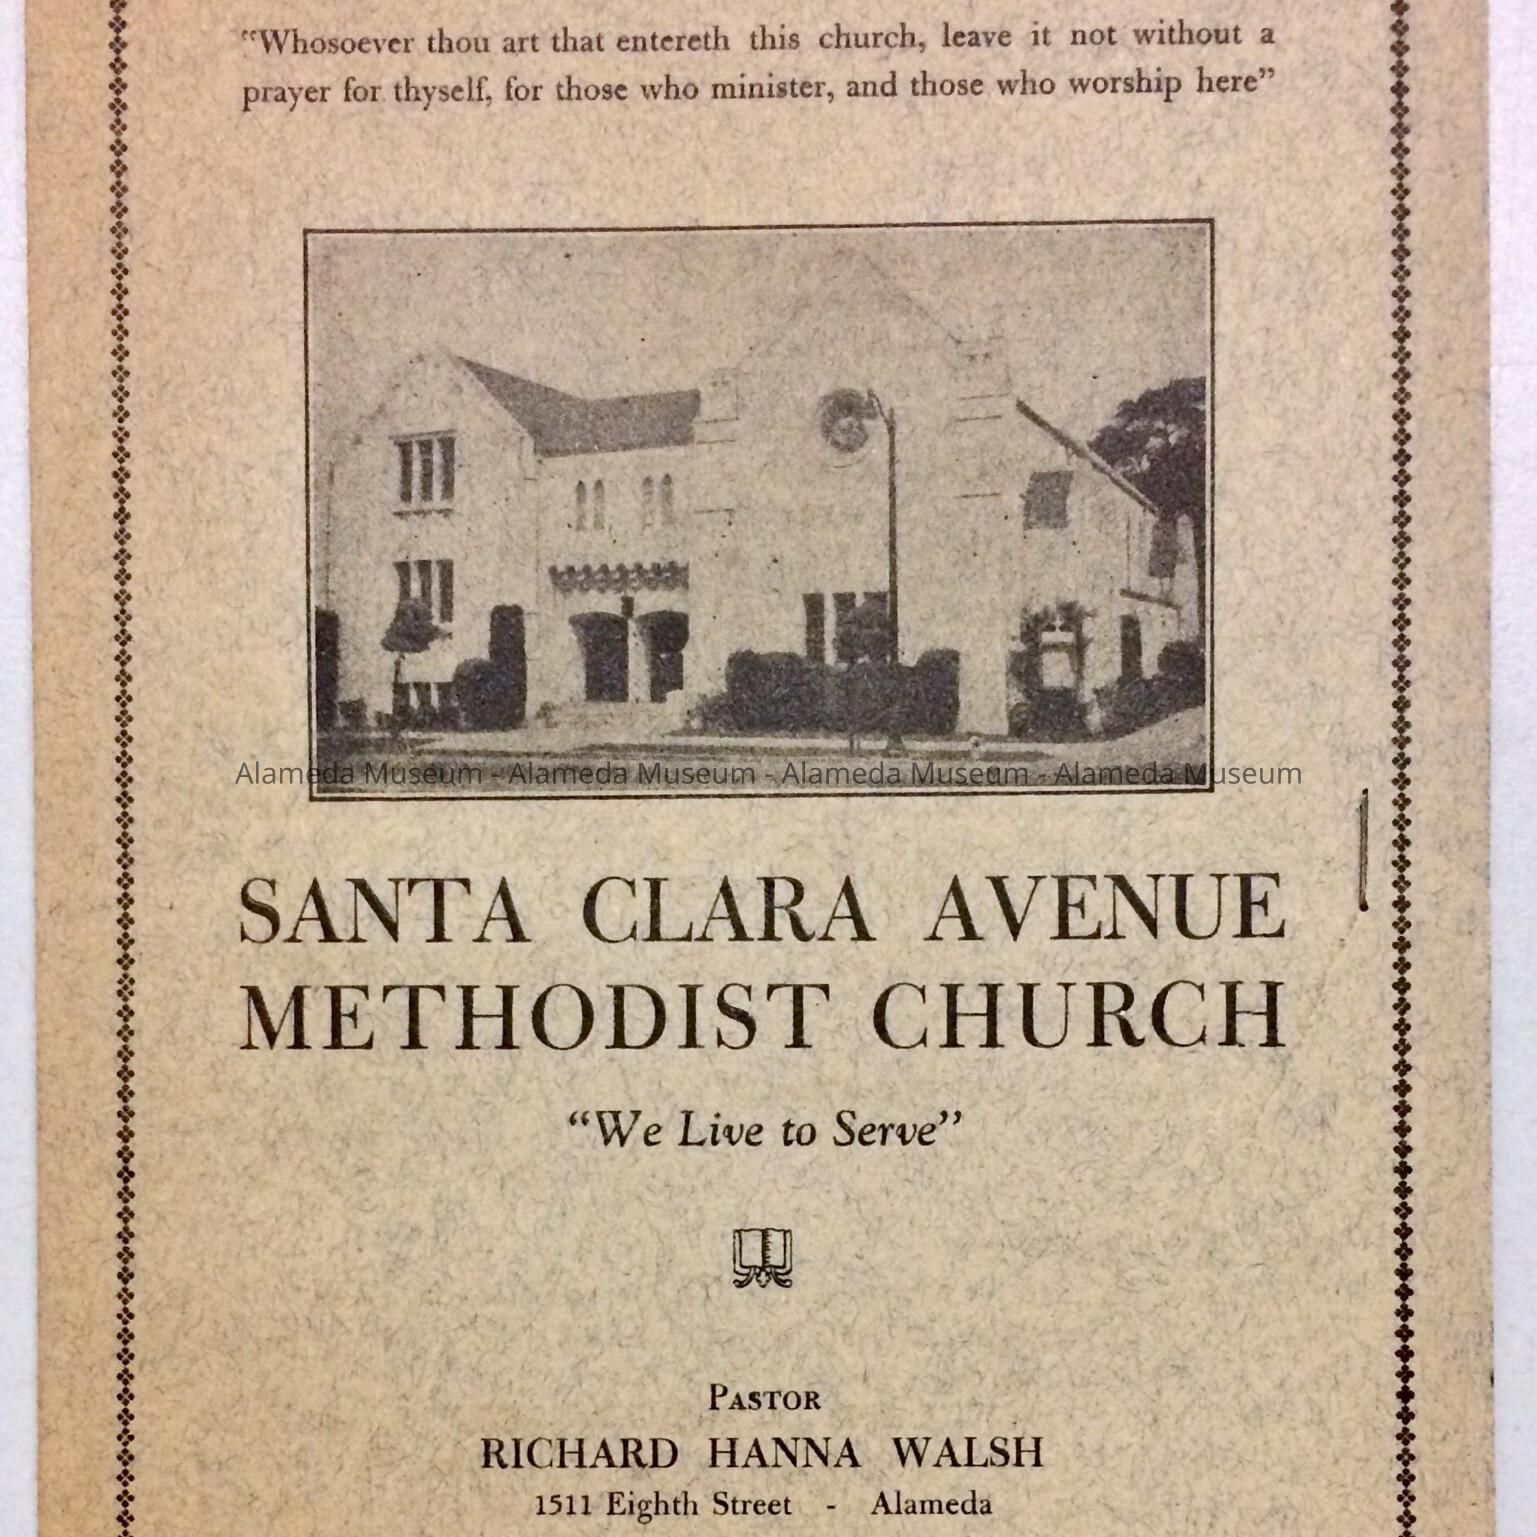 “Whosoever thou art that entereth this church, leave it not without a
prayer for thyself, for those who minister, and those who worship here”
Alameda Museum - Alameda Museum - Alameda Museum - Alameda Museum
SANTA CLARA AVENUE
METHODIST CHURCH
“We Live to Serve”
PASTOR
RICHARD HANNA WALSH
1511 Eighth Street - Alameda